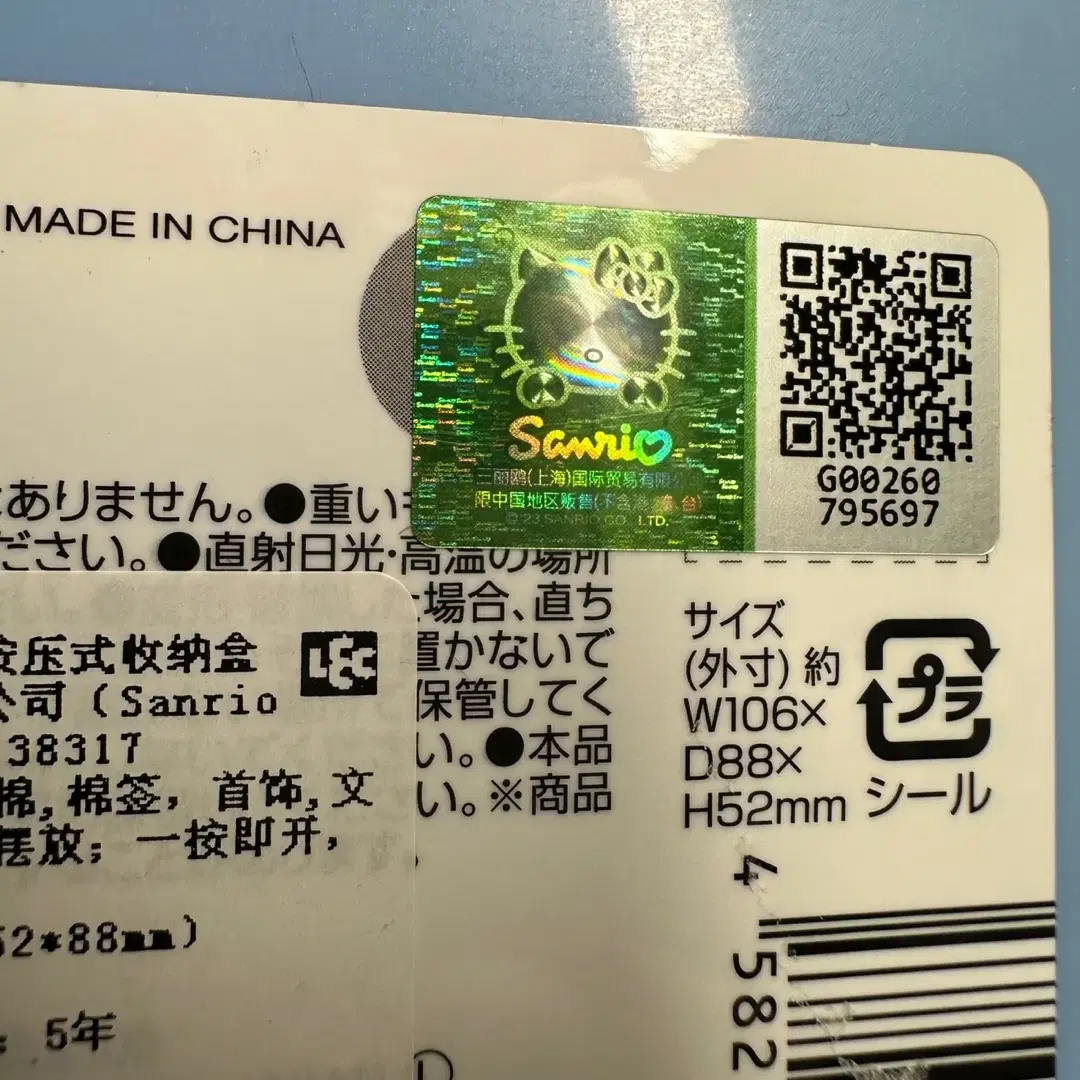 MADE IN CHINA
Sanrio
三丽鸥(上海)国际贸易有限公
限中国地区贩售(不含港、澳、台)
©'23 SANRIO CO., LTD.
G00260
795697
はありません。●重い
ださい。●直射日光・高温の場所
場合、直ち
置かないで
保管してく
い。●本品
い。※商品
按压式收纳盒
LEC
公司(Sanrio
38317
棉,棉签,首饰,文
摆放;一按即开,
52*88mm)
: 5年
サイズ
(外寸)約
W106×
D88×
H52mm
プラ
シール
4 582